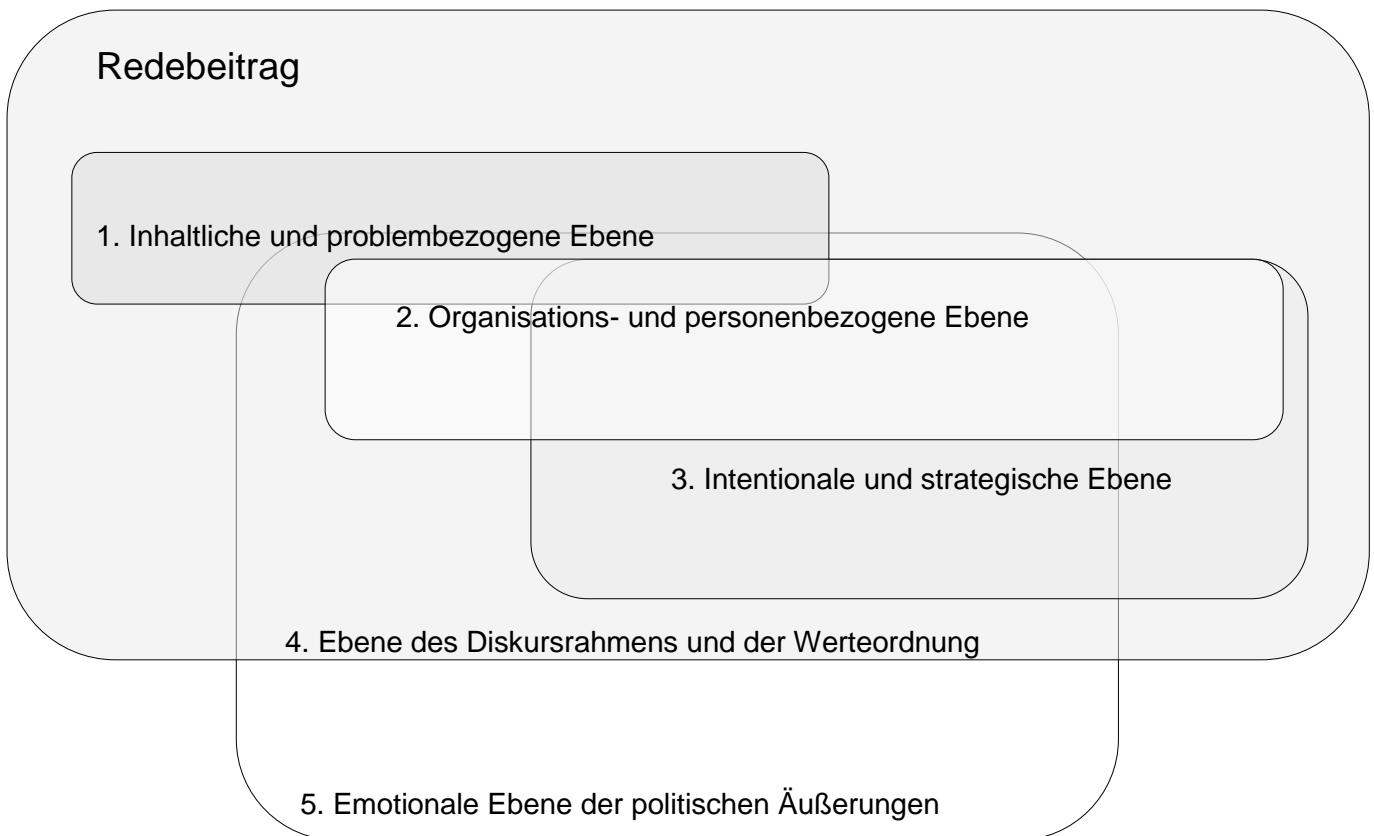 Redebeitrag
1. Inhaltliche und problembezogene Ebene
2. Organisations- und personenbezogene Ebene
3. Intentionale und strategische Ebene
4. Ebene des Diskursrahmens und der Werteordnung
5. Emotionale Ebene der politischen Äußerungen